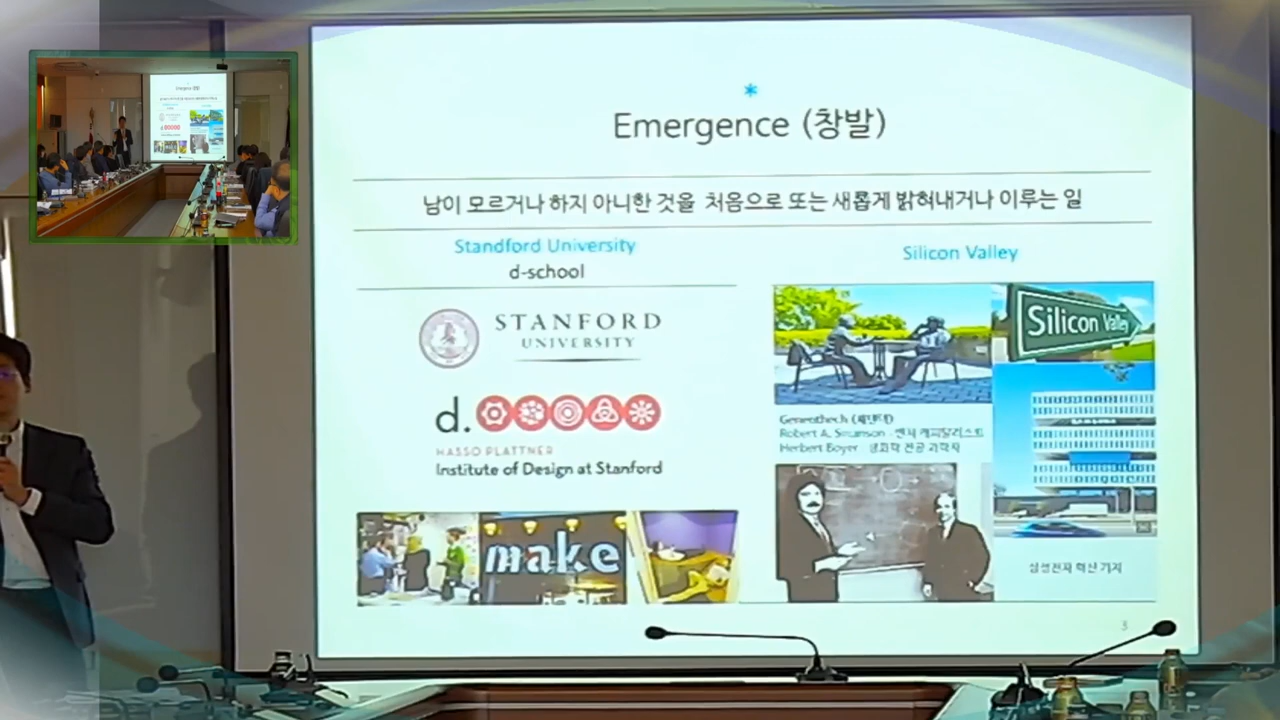 *
Emergence (창발)
남이 모르거나 하지 아니한 것을 처음으로 또는 새롭게 밝혀내거나 이루는 일
Standford University
d-school
STANFORD
UNIVERSITY
d.
HASSO PLATTNER
Institute of Design at Stanford
make
Silicon Valley
Silicon Valley
Robert A. Swanson - 벤처 캐피탈리스트
Herbert Boyer 생화학 전공 과학자
삼성전자 혁신 기지
3